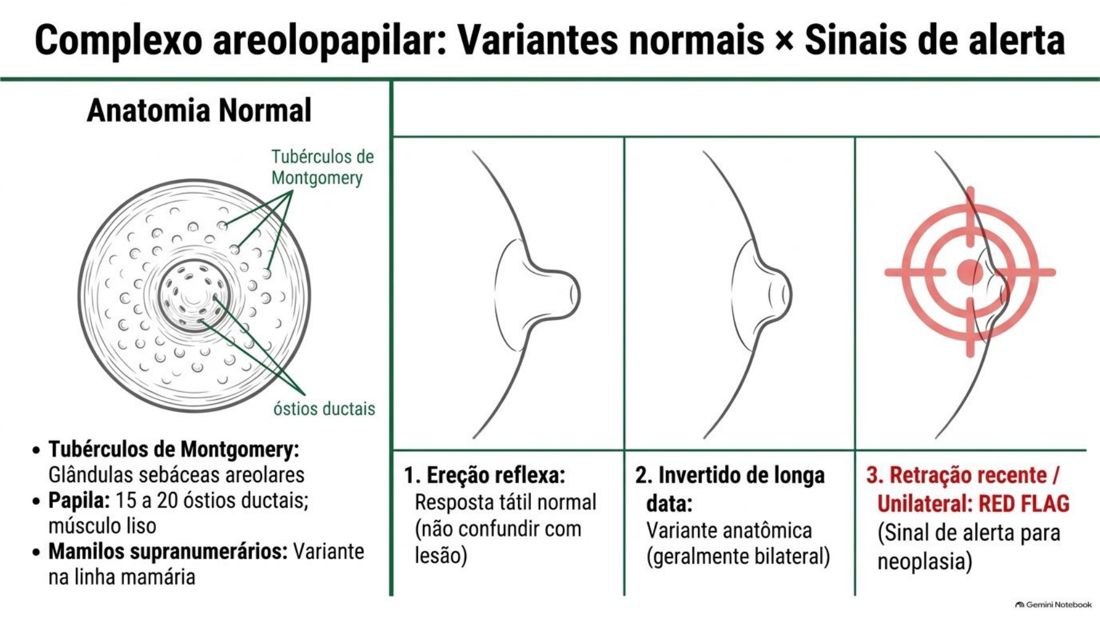 Complexo areolopapilar: Variantes normais × Sinais de alerta
Anatomia Normal
Tubérculos de
Montgomery
óstios ductais
• Tubérculos de Montgomery:
Glândulas sebáceas areolares
• Papila: 15 a 20 óstios ductais;
músculo liso
• Mamilos supranumerários: Variante
na linha mamária
1. Ereção reflexa:
Resposta tátil normal
(não confundir com
lesão)
2. Invertido de longa
data:
Variante anatômica
(geralmente bilateral)
3. Retração recente /
Unilateral: RED FLAG
(Sinal de alerta para
neoplasia)
Gemini Notebook